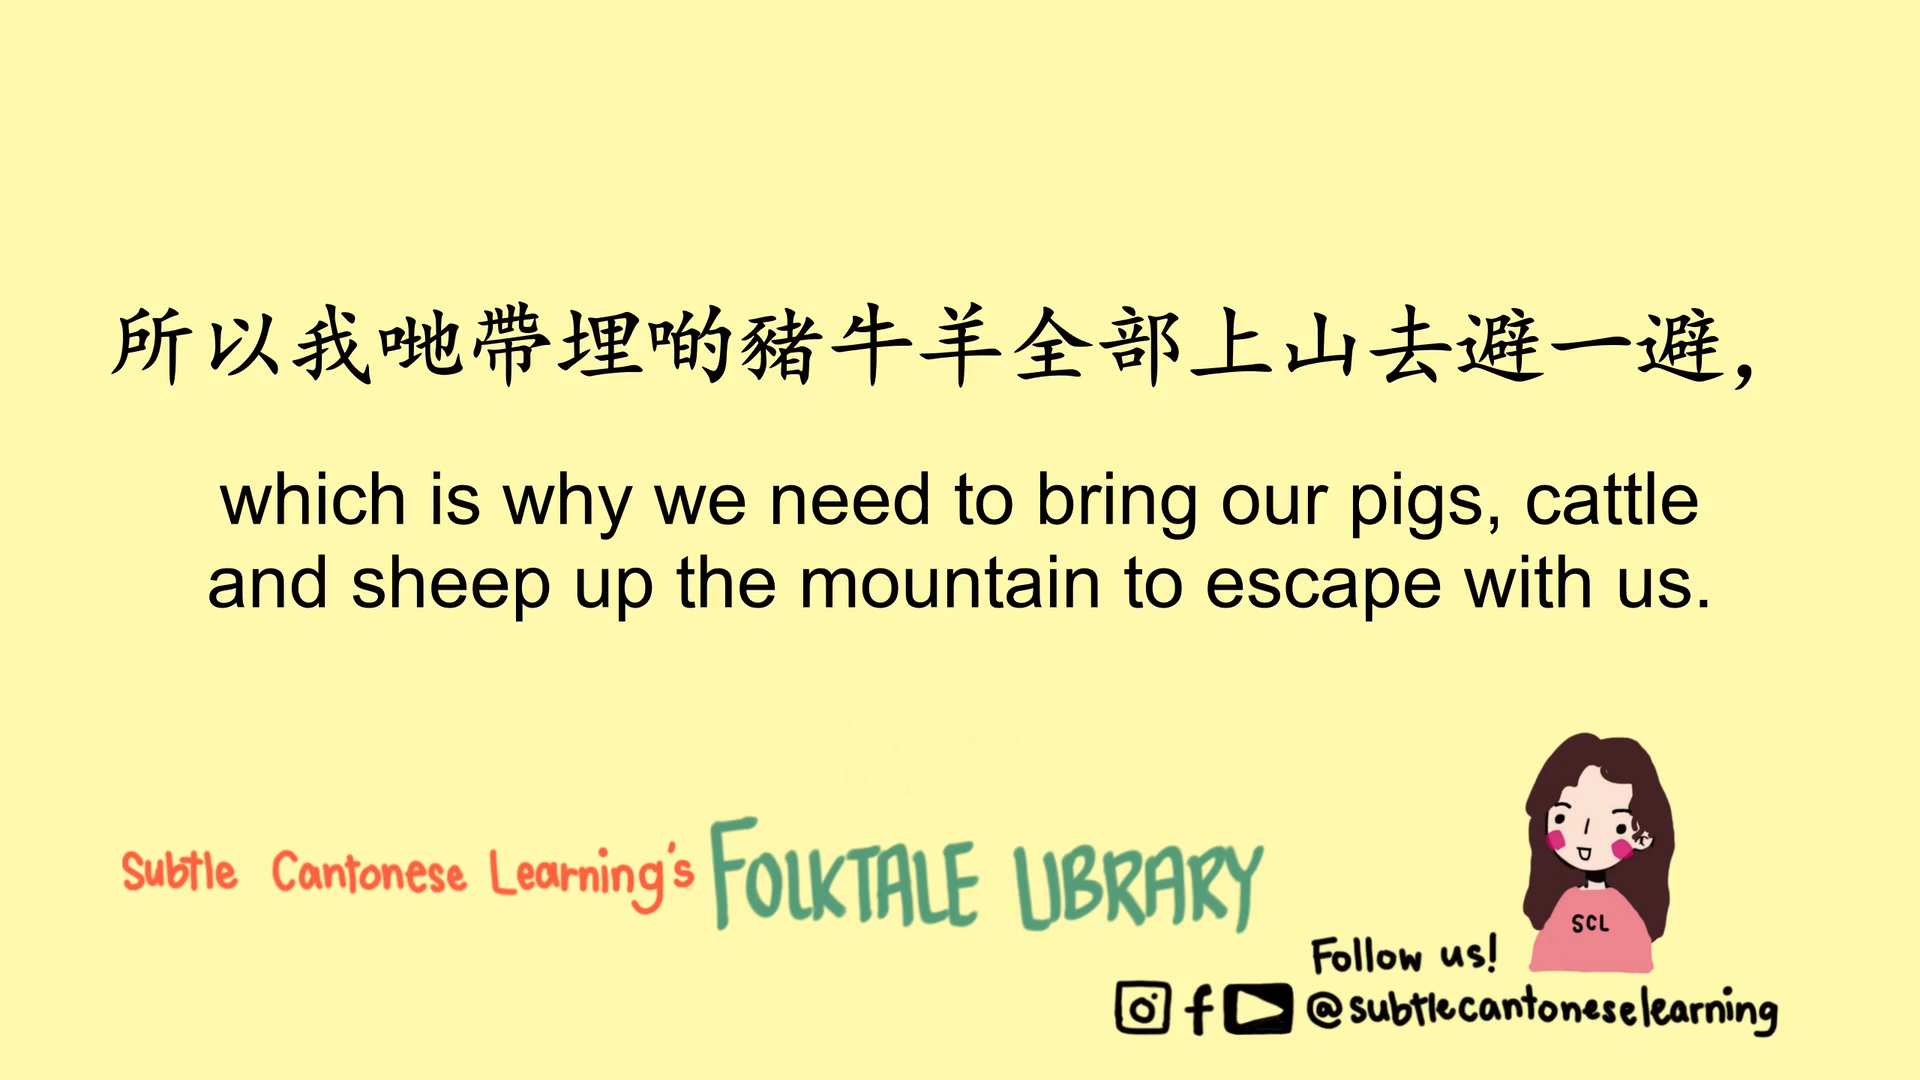 所以我哋帶埋啲豬牛羊全部上山去避一避，
which is why we need to bring our pigs, cattle
and sheep up the mountain to escape with us.
Subtle Cantonese Learning's FOLKTALE LIBRARY
SCL
Follow us!
@subtlecantoneselearning